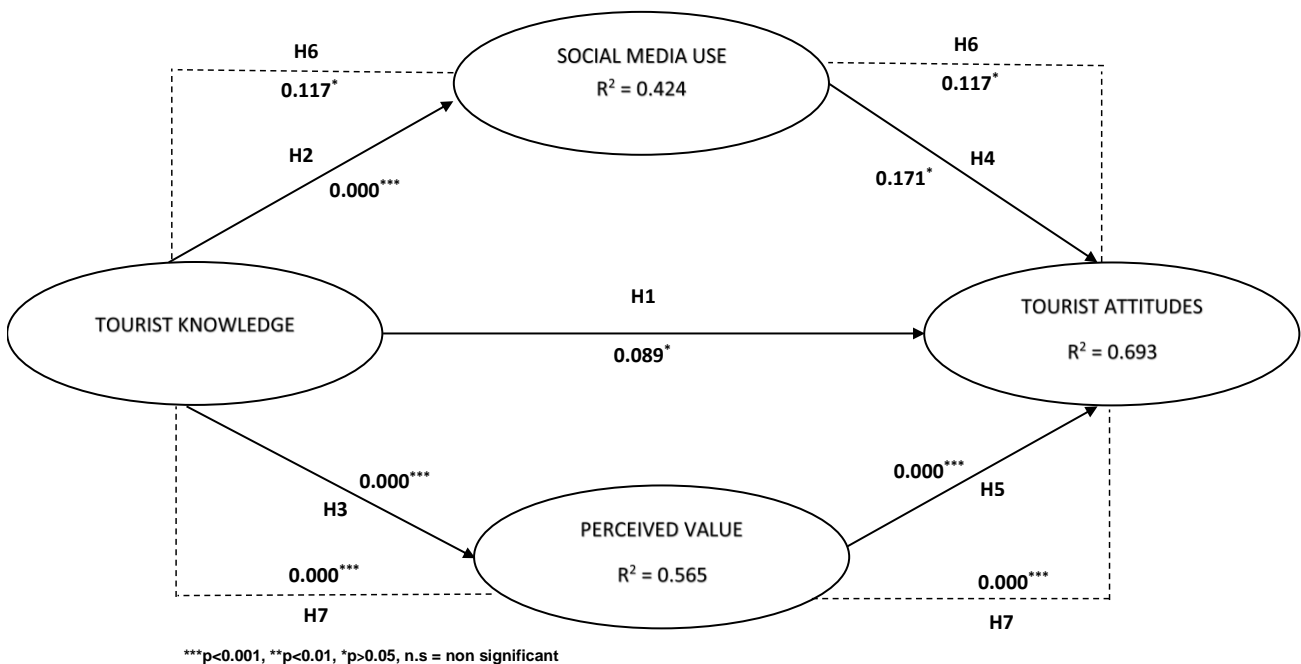 H6
0.117*
SOCIAL MEDIA USE
R² = 0.424
H6
0.117*
H2
0.000***
H4
0.171*
TOURIST KNOWLEDGE
H1
0.089*
TOURIST ATTITUDES
R² = 0.693
0.000***
H3
0.000***
H5
PERCEIVED VALUE
R² = 0.565
0.000***
H7
0.000***
H7
***p<0.001, **p<0.01, *p>0.05, n.s = non significant